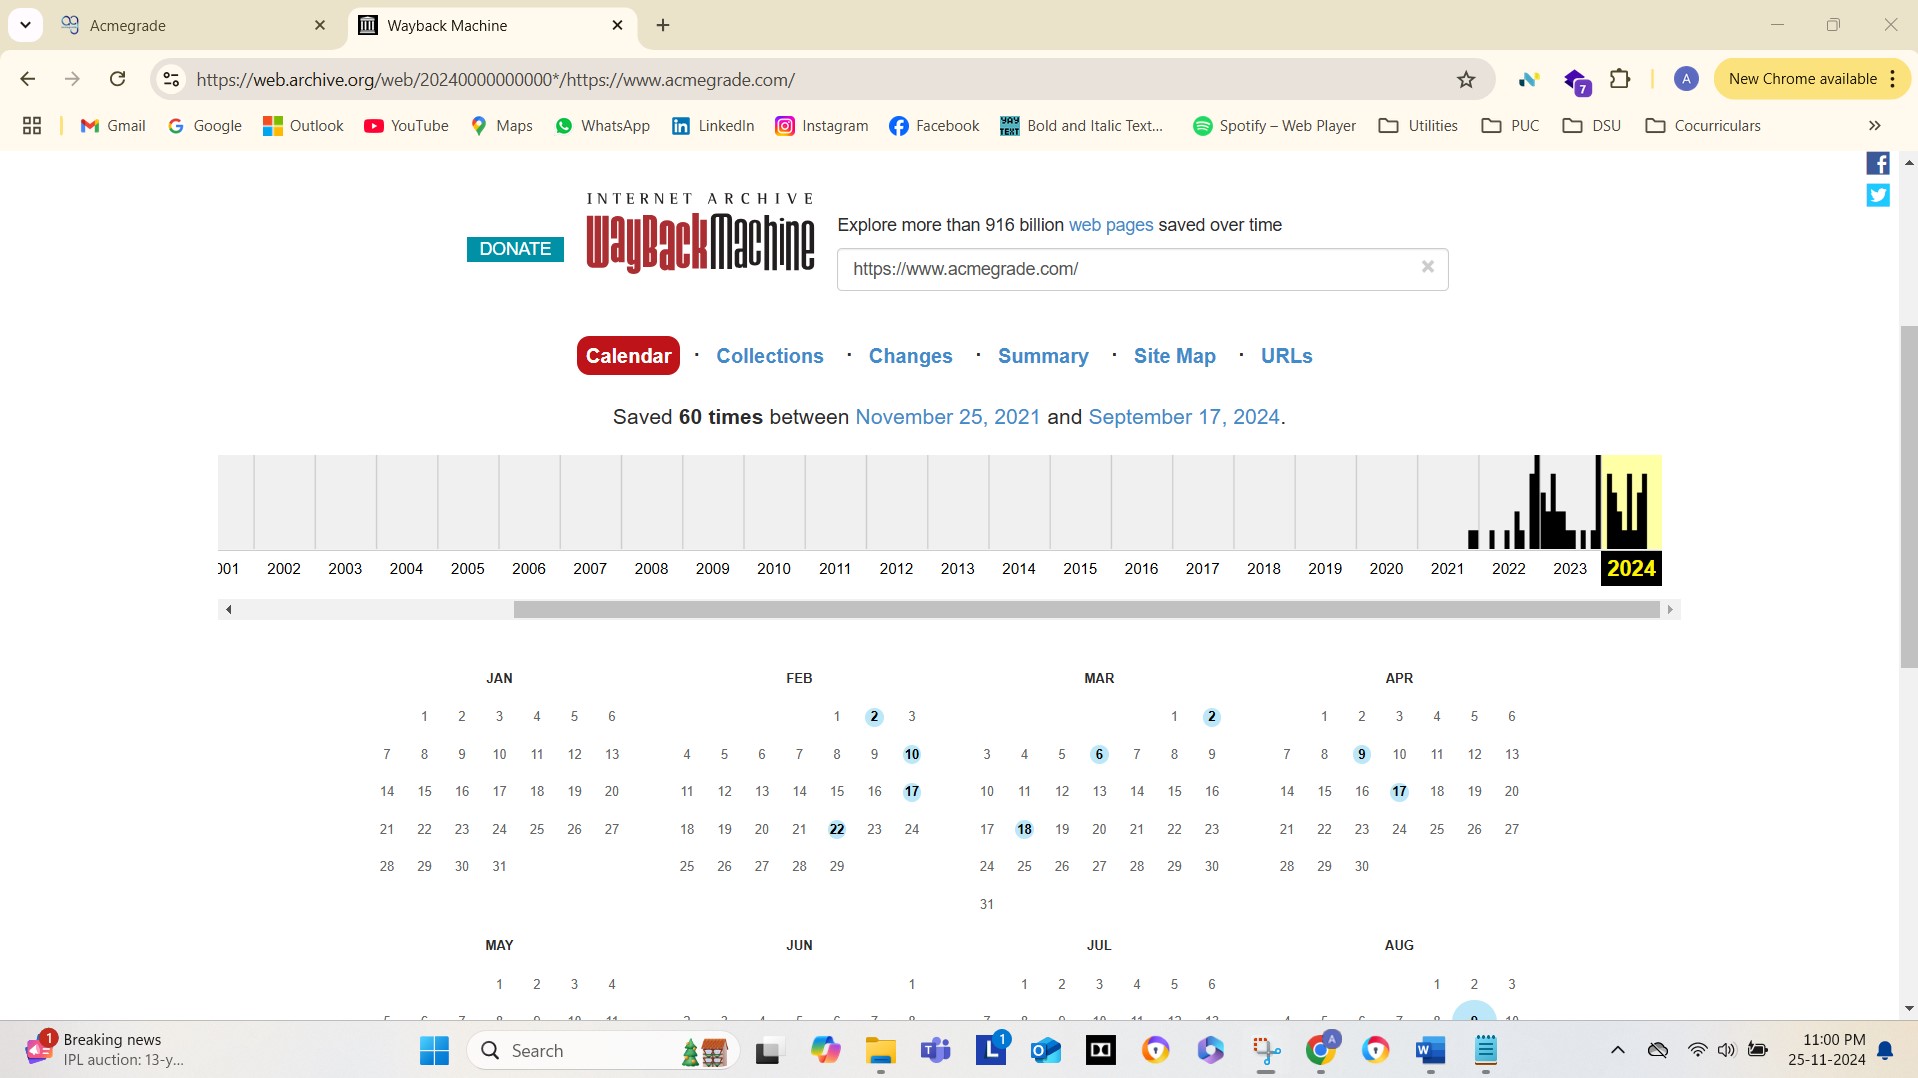 Acmegrade
Wayback Machine
https://web.archive.org/web/20240000000000*/https://www.acmegrade.com/
7
A
New Chrome available
Gmail Google Outlook YouTube Maps WhatsApp LinkedIn Instagram Facebook YAY TEXT Bold and Italic Text... Spotify – Web Player Utilities PUC DSU Cocurriculars »
INTERNET ARCHIVE
WayBackMachine
DONATE
Explore more than 916 billion web pages saved over time
https://www.acmegrade.com/
Calendar · Collections · Changes · Summary · Site Map · URLs
Saved 60 times between November 25, 2021 and September 17, 2024.
001 2002 2003 2004 2005 2006 2007 2008 2009 2010 2011 2012 2013 2014 2015 2016 2017 2018 2019 2020 2021 2022 2023 2024
JAN
1 2 3 4 5 6
7 8 9 10 11 12 13
14 15 16 17 18 19 20
21 22 23 24 25 26 27
28 29 30 31
FEB
1 2 3
4 5 6 7 8 9 10
11 12 13 14 15 16 17
18 19 20 21 22 23 24
25 26 27 28 29
MAR
1 2
3 4 5 6 7 8 9
10 11 12 13 14 15 16
17 18 19 20 21 22 23
24 25 26 27 28 29 30
31
APR
1 2 3 4 5 6
7 8 9 10 11 12 13
14 15 16 17 18 19 20
21 22 23 24 25 26 27
28 29 30
MAY
1 2 3 4
JUN
1
JUL
1 2 3 4 5 6
AUG
1 2 3
1
Breaking news
IPL auction: 13-y...
Search
1
A
11:00 PM
25-11-2024